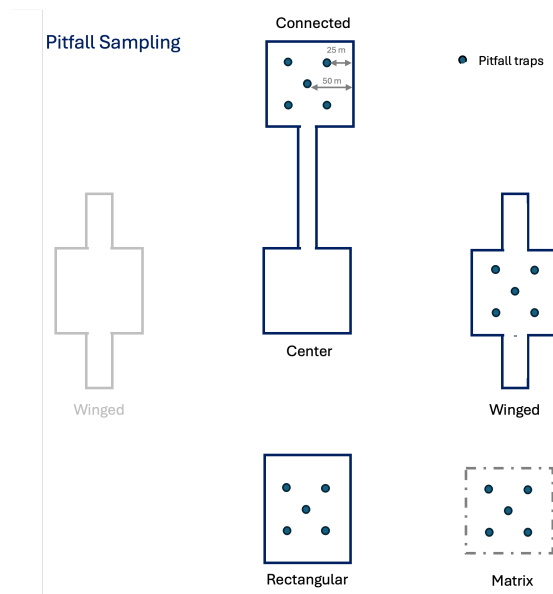 Connected
Pitfall Sampling
25 m
Pitfall traps
50 m
Center
Winged
Winged
Rectangular
Matrix